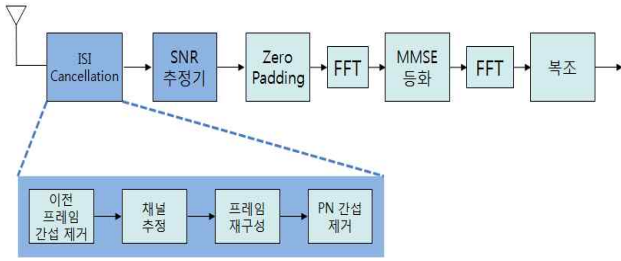 ISI
Cancellation
SNR
추정기
Zero
Padding
FFT
MMSE
등화
FFT
복조
이전
프레임
간섭 제거
채널
추정
프레임
재구성
PN 간섭
제거